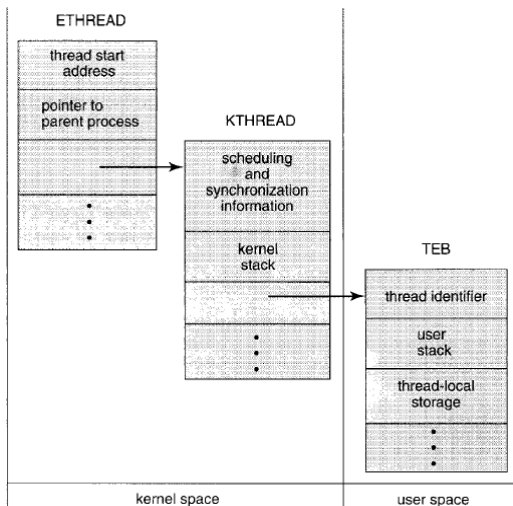 ETHREAD
thread start
address
pointer to
parent process
KTHREAD
scheduling
and
synchronization
information
kernel
stack
TEB
thread identifier
user
stack
thread-local
storage
kernel space
user space